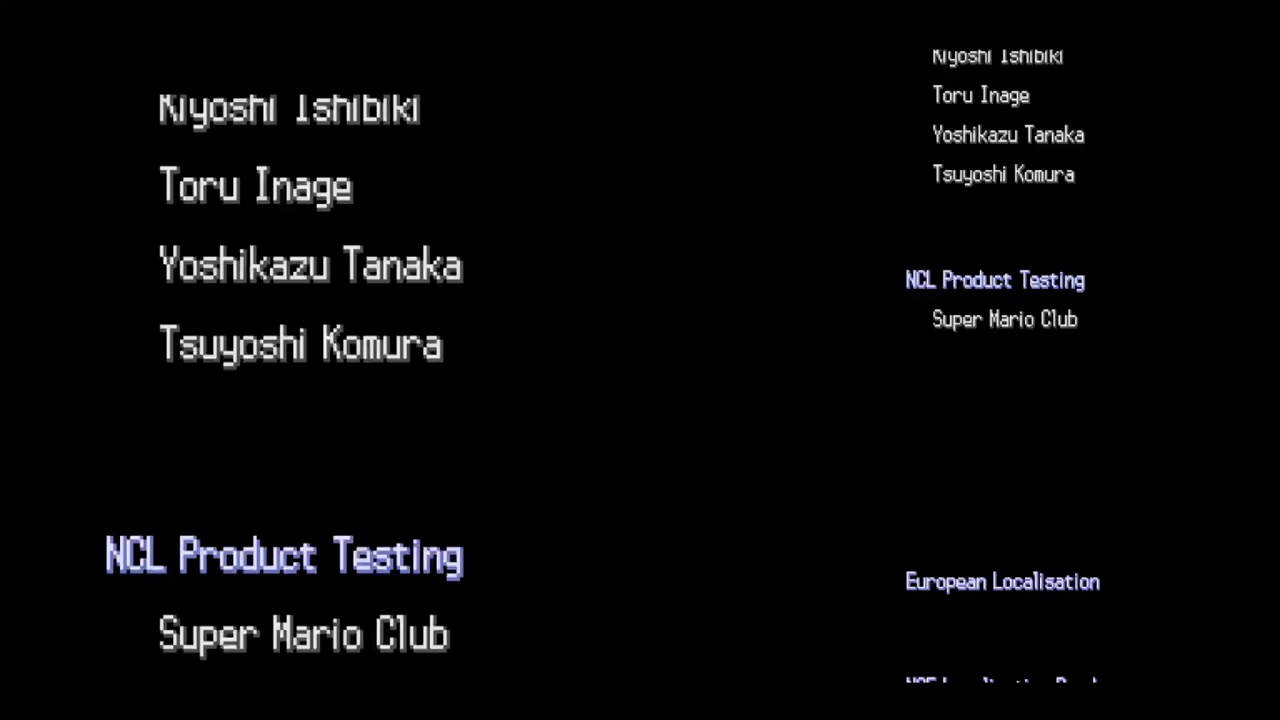 Kiyoshi Ishibiki
Toru Inage
Yoshikazu Tanaka
Tsuyoshi Komura
NCL Product Testing
Super Mario Club
Kiyoshi Ishibiki
Toru Inage
Yoshikazu Tanaka
Tsuyoshi Komura
NCL Product Testing
Super Mario Club
European Localisation